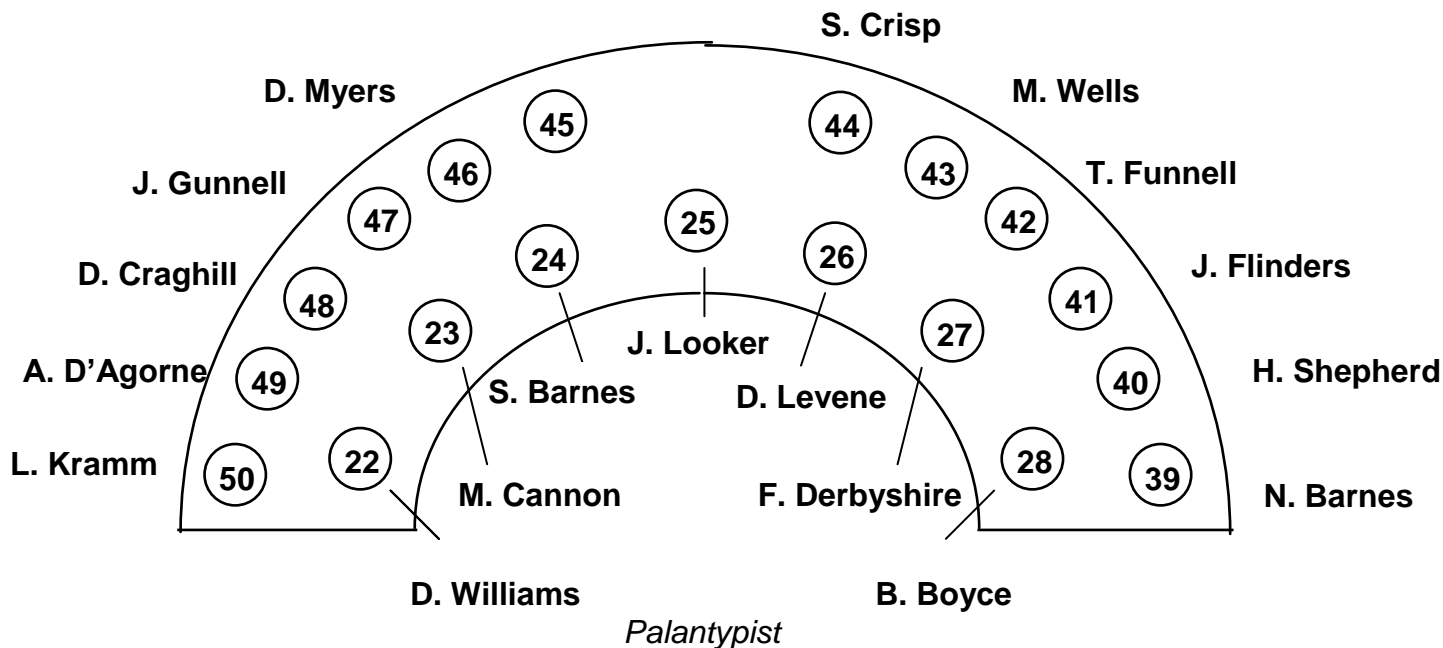 S. Crisp
D. Myers
M. Wells
45
44
46
43
J. Gunnell
T. Funnell
47
42
25
24
26
D. Craghill
J. Flinders
48
41
23
27
J. Looker
A. D'Agorne
H. Shepherd
49
40
S. Barnes
D. Levene
L. Kramm
22
28
50
39
M. Cannon
F. Derbyshire
N. Barnes
D. Williams
B. Boyce
Palantypist